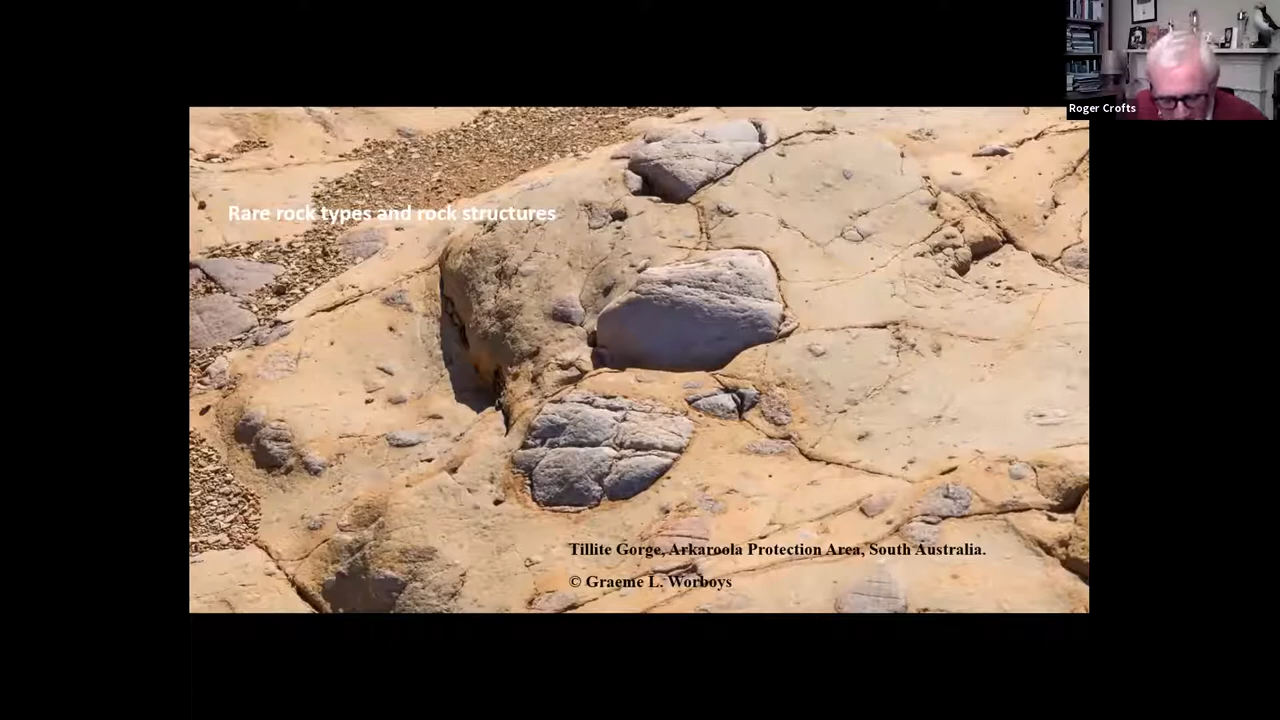 Roger Crofts
Rare rock types and rock structures
Tillite Gorge, Arkaroola Protection Area, South Australia.
© Graeme L. Worboys